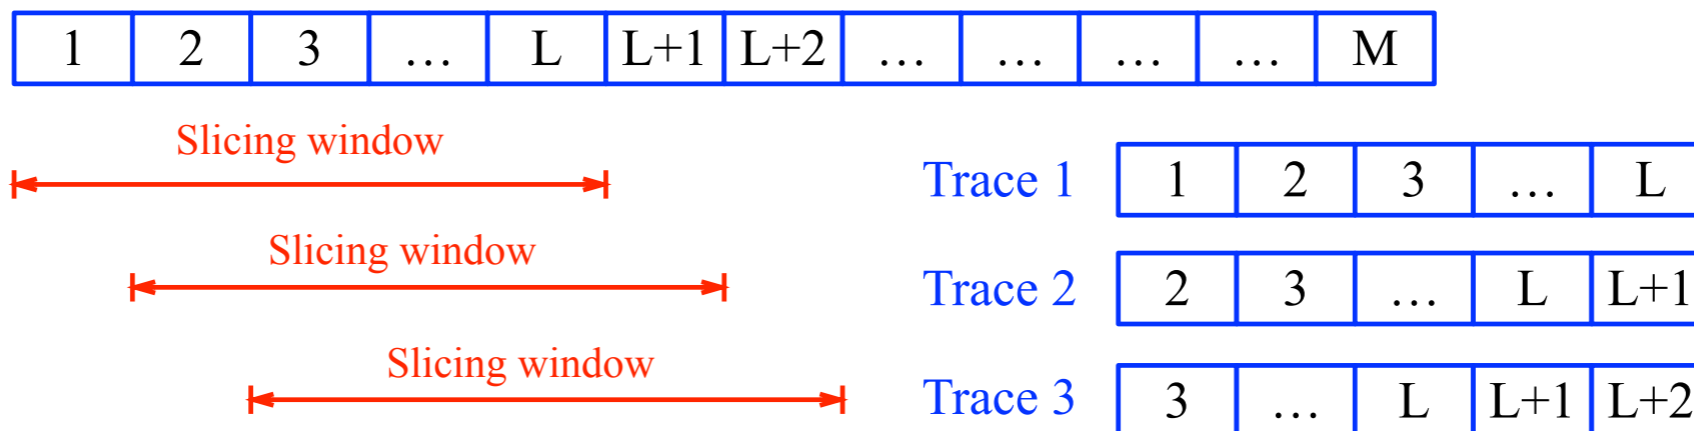 1 2 3 … L L+1 L+2 … … … … M
Slicing window
Trace 1 1 2 3 … L
Slicing window
Trace 2 2 3 … L L+1
Slicing window
Trace 3 3 … L L+1 L+2